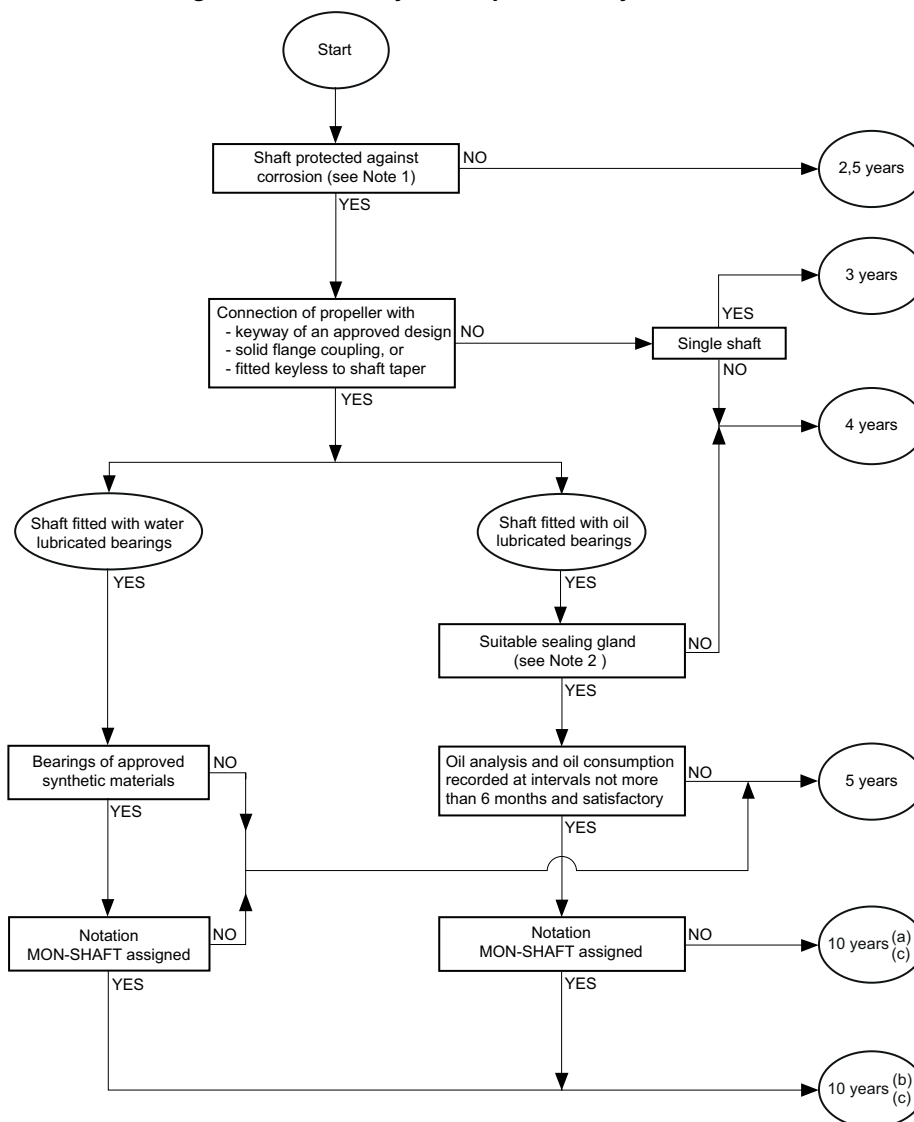 Start
Shaft protected against
corrosion (see Note 1)
NO
2,5 years
YES
3 years
YES
Connection of propeller with
- keyway of an approved design
- solid flange coupling, or
- fitted keyless to shaft taper
NO
Single shaft
NO
YES
4 years
Shaft fitted with water
lubricated bearings
Shaft fitted with oil
lubricated bearings
YES
YES
Suitable sealing gland
(see Note 2 )
NO
YES
Bearings of approved
synthetic materials
NO
YES
Oil analysis and oil consumption
recorded at intervals not more
than 6 months and satisfactory
NO
YES
5 years
Notation
MON-SHAFT assigned
NO
YES
Notation
MON-SHAFT assigned
NO
YES
10 years (a)
(c)
10 years (b)
(c)